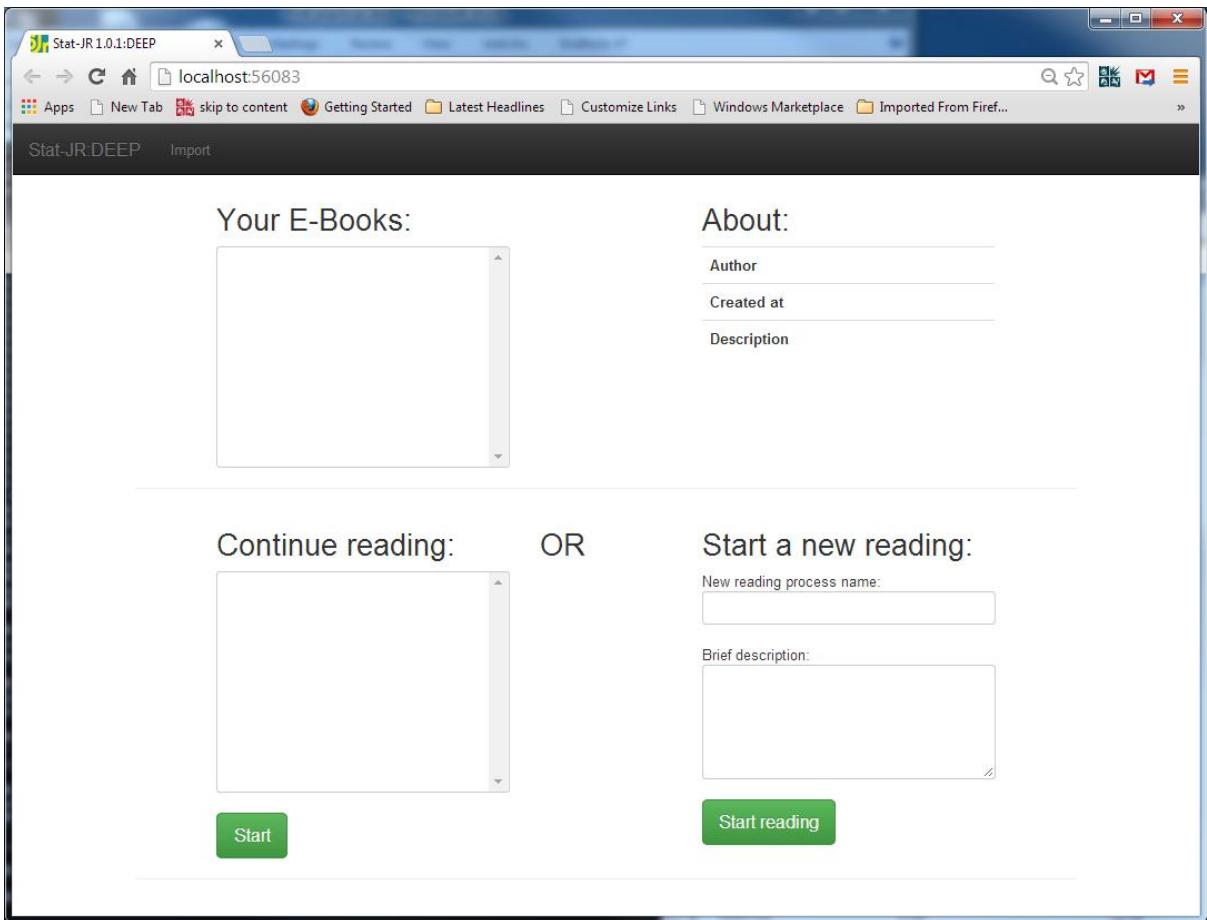 Stat-JR 1.0.1:DEEP
localhost:56083
Apps New Tab skip to content Getting Started Latest Headlines Customize Links Windows Marketplace Imported From Firef... »
Stat-JR:DEEP Import
Your E-Books: About:
Author
Created at
Description
Continue reading: OR Start a new reading:
New reading process name:
Brief description:
Start reading
Start